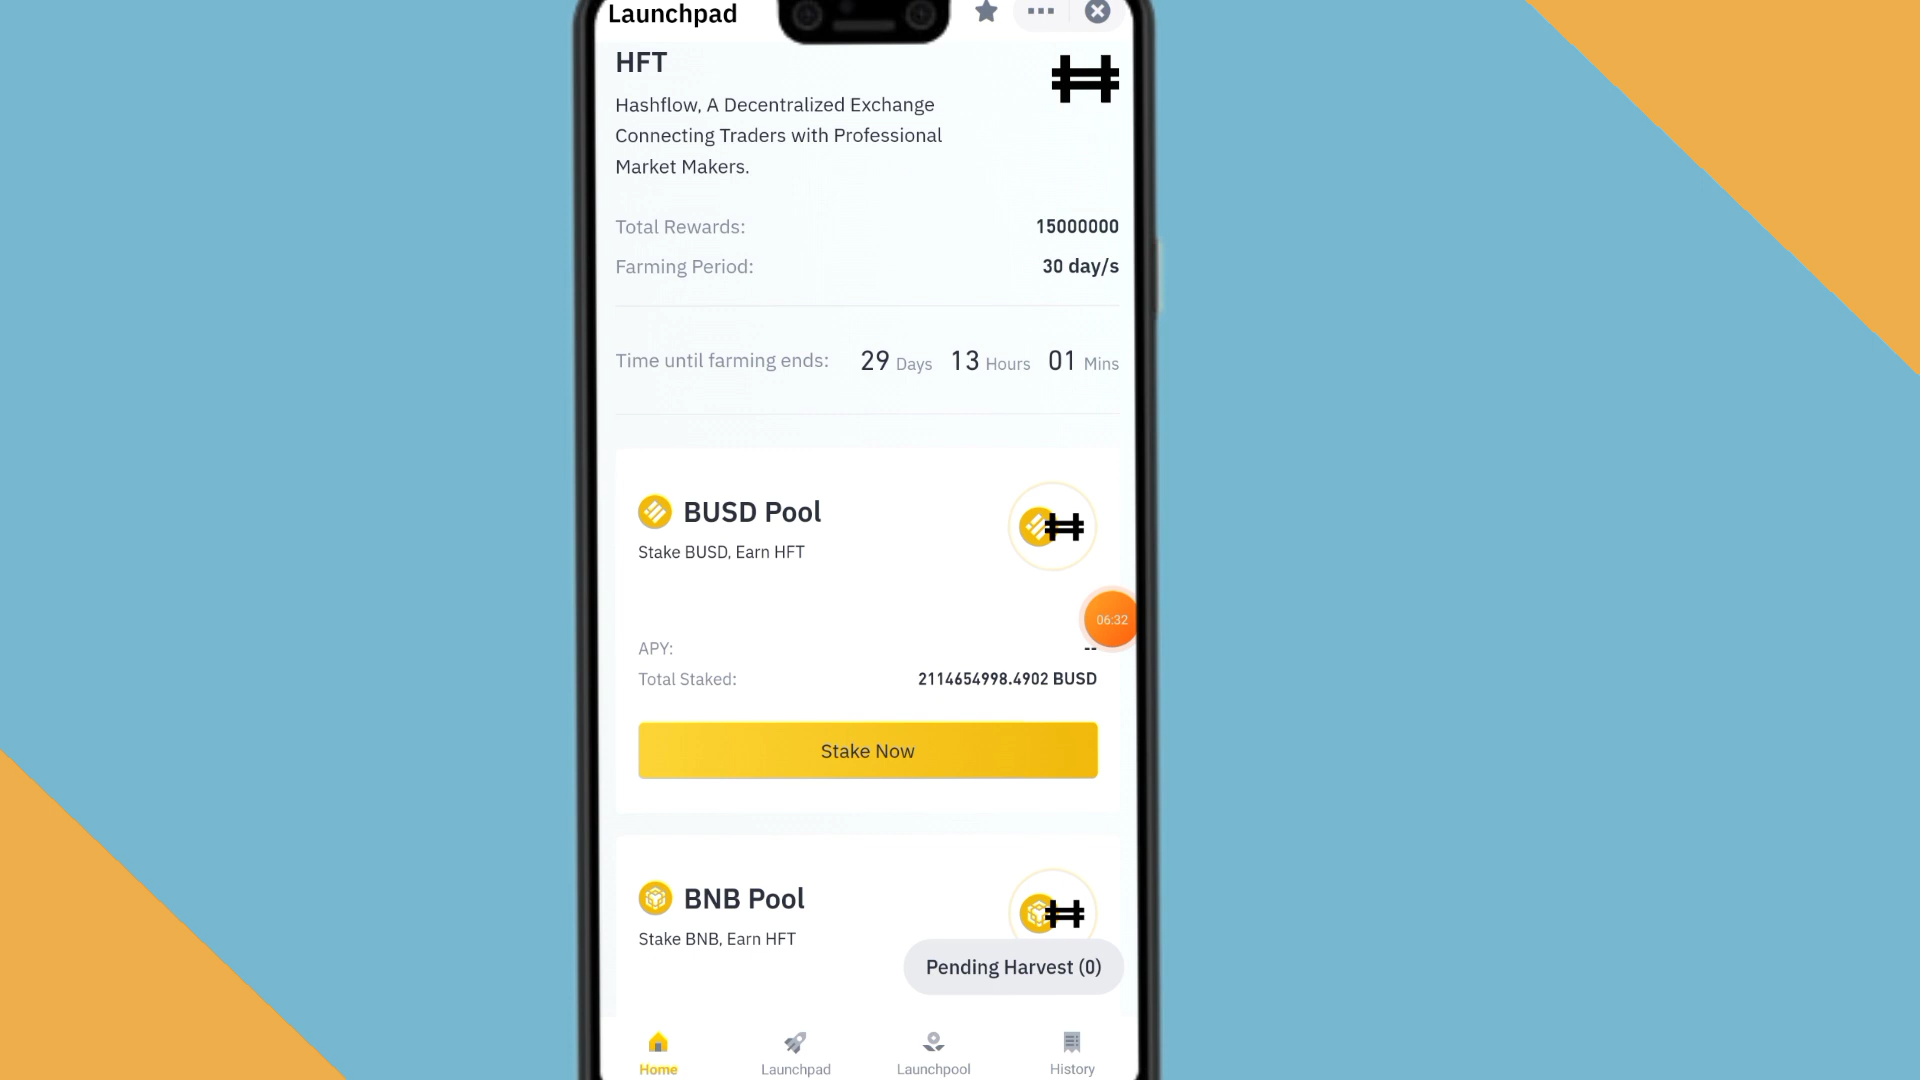 Launchpad
HFT
Hashflow, A Decentralized Exchange
Connecting Traders with Professional
Market Makers.
Total Rewards: 15000000
Farming Period: 30 day/s
Time until farming ends: 29 Days 13 Hours 01 Mins
BUSD Pool
Stake BUSD, Earn HFT
06:32
APY: --
Total Staked: 2114654998.4902 BUSD
Stake Now
BNB Pool
Stake BNB, Earn HFT
Pending Harvest (0)
Home Launchpad Launchpool History